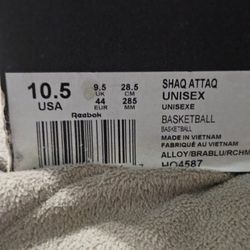 10.5
USA
9.5
UK
28.5
CM
44
EUR
285
MM
Reebok
SHAQ ATTAQ
UNISEX
UNISEXE
BASKETBALL
BASKETBALL
MADE IN VIETNAM
FABRIQUÉ AU VIETNAM
ALLOY/BRABLU/RCHM
HQ4587